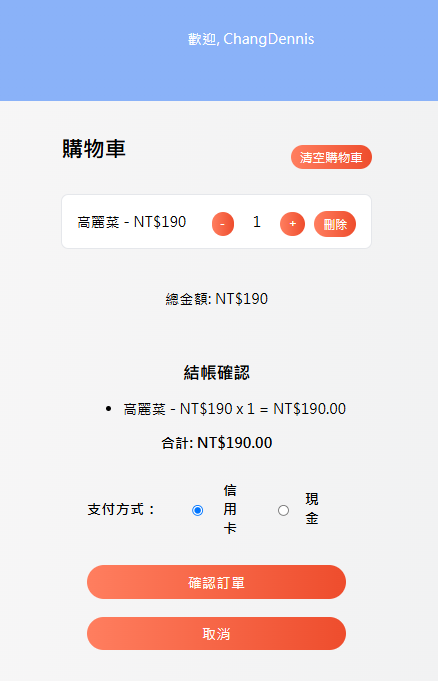 歡迎, ChangDennis
購物車
清空購物車
高麗菜 - NT$190 - 1 + 刪除
總金額: NT$190
結帳確認
• 高麗菜 - NT$190 x 1 = NT$190.00
合計: NT$190.00
支付方式： 信用卡 現金
確認訂單
取消